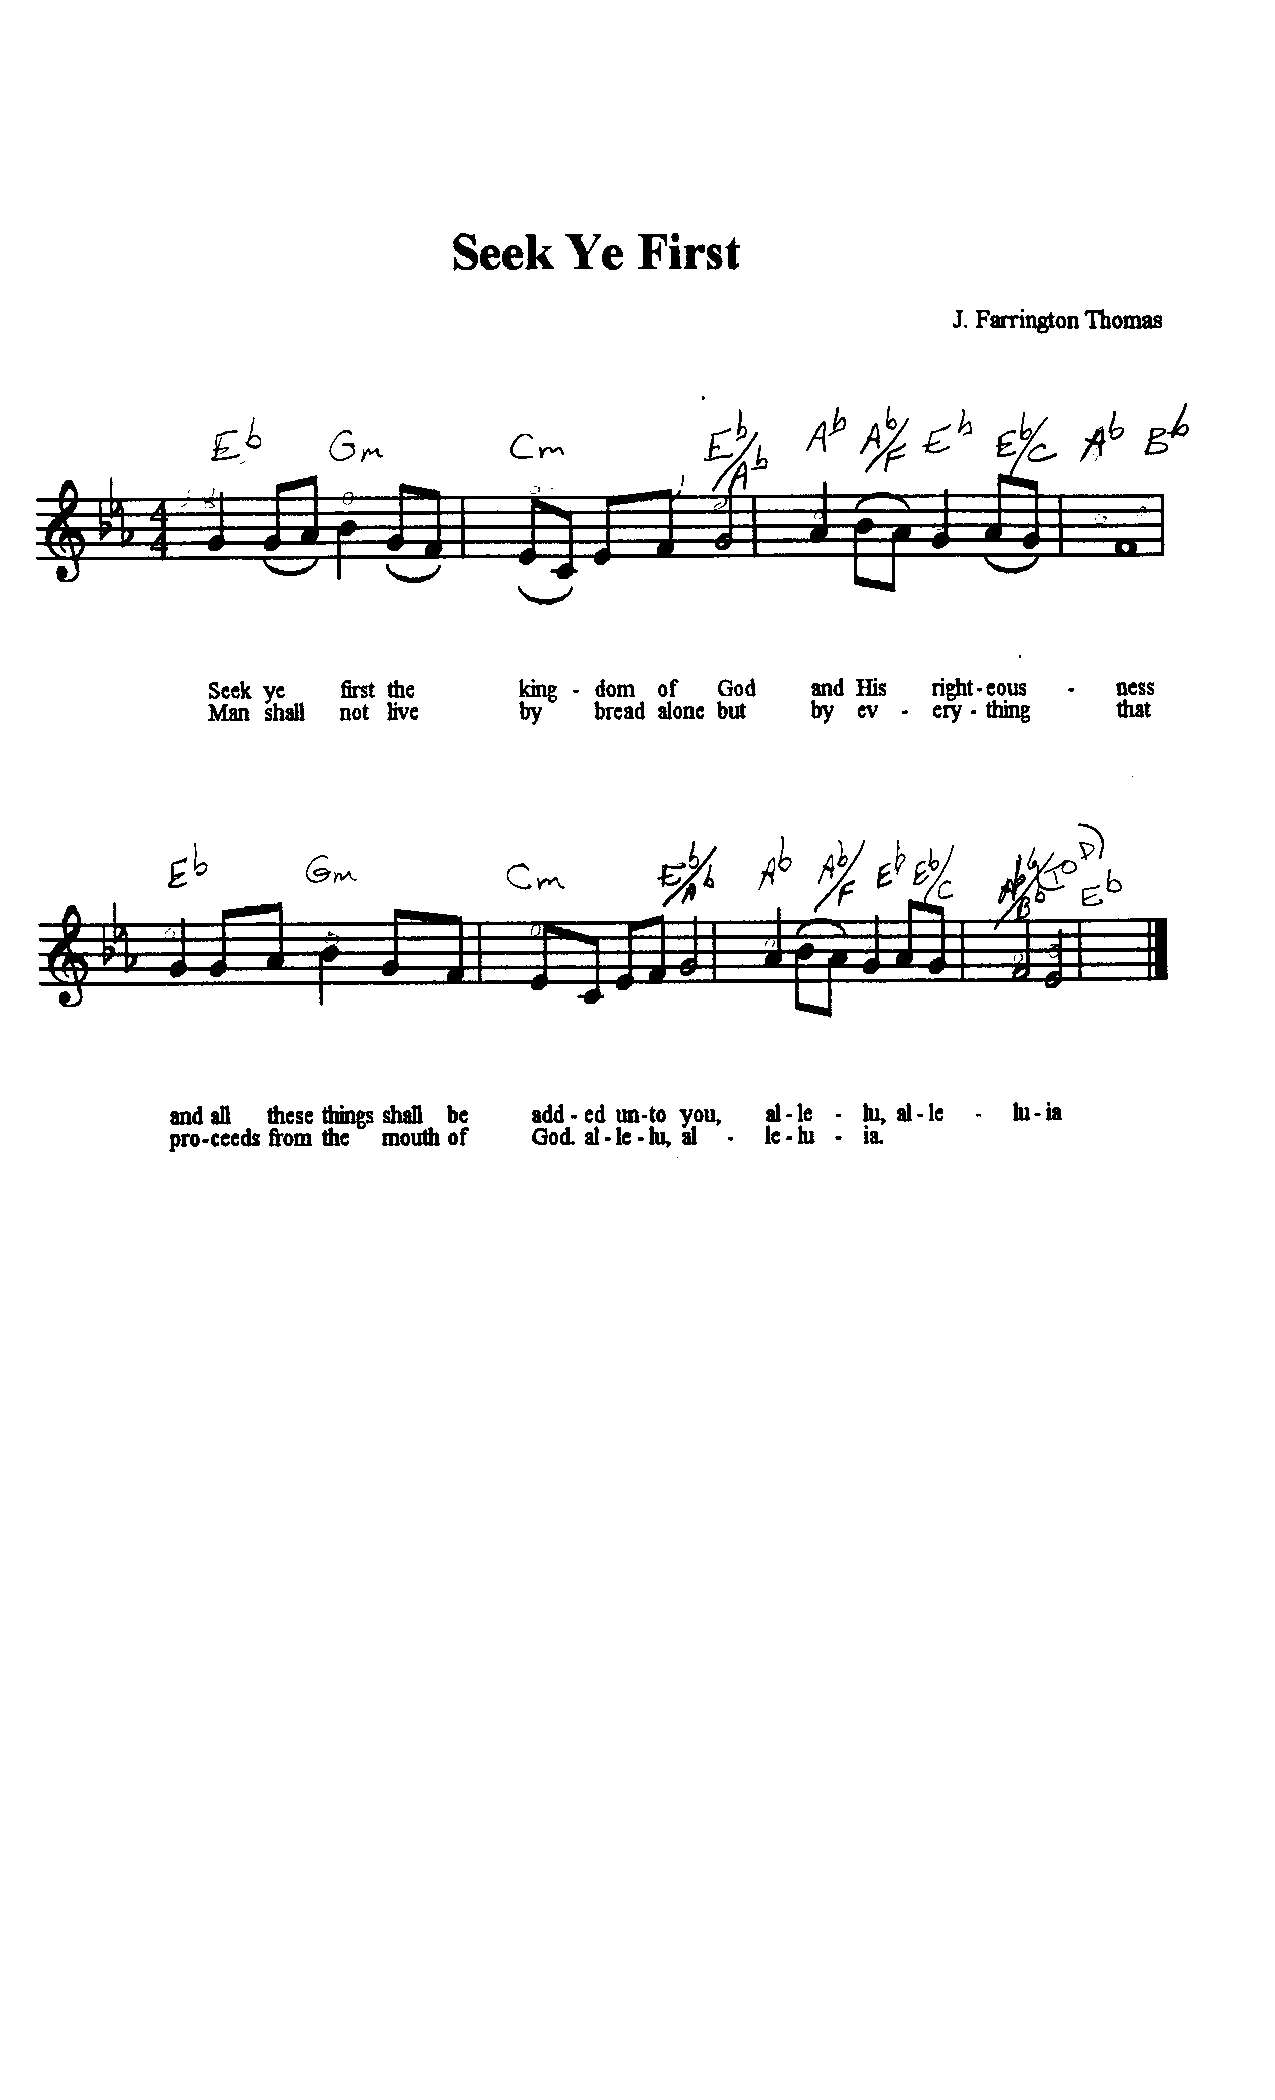 Seek Ye First
J. Farrington Thomas
E♭ Gm Cm E♭/A♭ A♭ A♭/F E♭ E♭/C A♭ B♭
4
4
Seek ye first the king - dom of God and His right - eous - ness
Man shall not live by bread alone but by ev - ery - thing that
E♭ Gm Cm E♭/A♭ A♭ A♭/F E♭ E♭/C A♭/B♭ (TO D) E♭
and all these things shall be add - ed un-to you, al - le - lu, al - le - lu - ia
pro-ceeds from the mouth of God. al - le - lu, al - le - lu - ia.